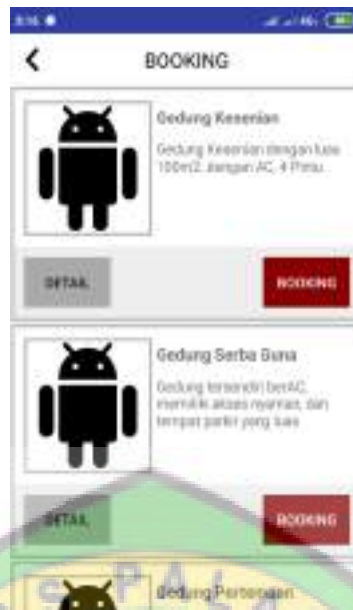 BOOKING
Gedung Kesenian
Gedung Kesenian dengan luas
100m2, dengan AC, 4 Pintu
DETAIL
BOOKING
Gedung Serba Guna
Gedung tersendiri berAC,
memiliki akses nyaman, dan
tempat parkir yang luas
DETAIL
BOOKING
Gedung Pertemuan
P A L